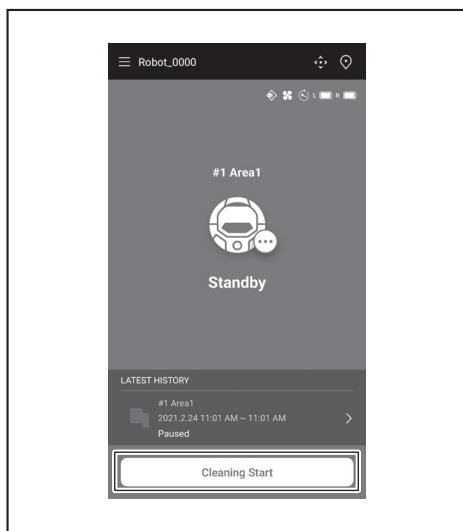 Robot_0000
L R
#1 Area1
Standby
LATEST HISTORY
#1 Area1
2021.2.24 11:01 AM ~ 11:01 AM
Paused
Cleaning Start